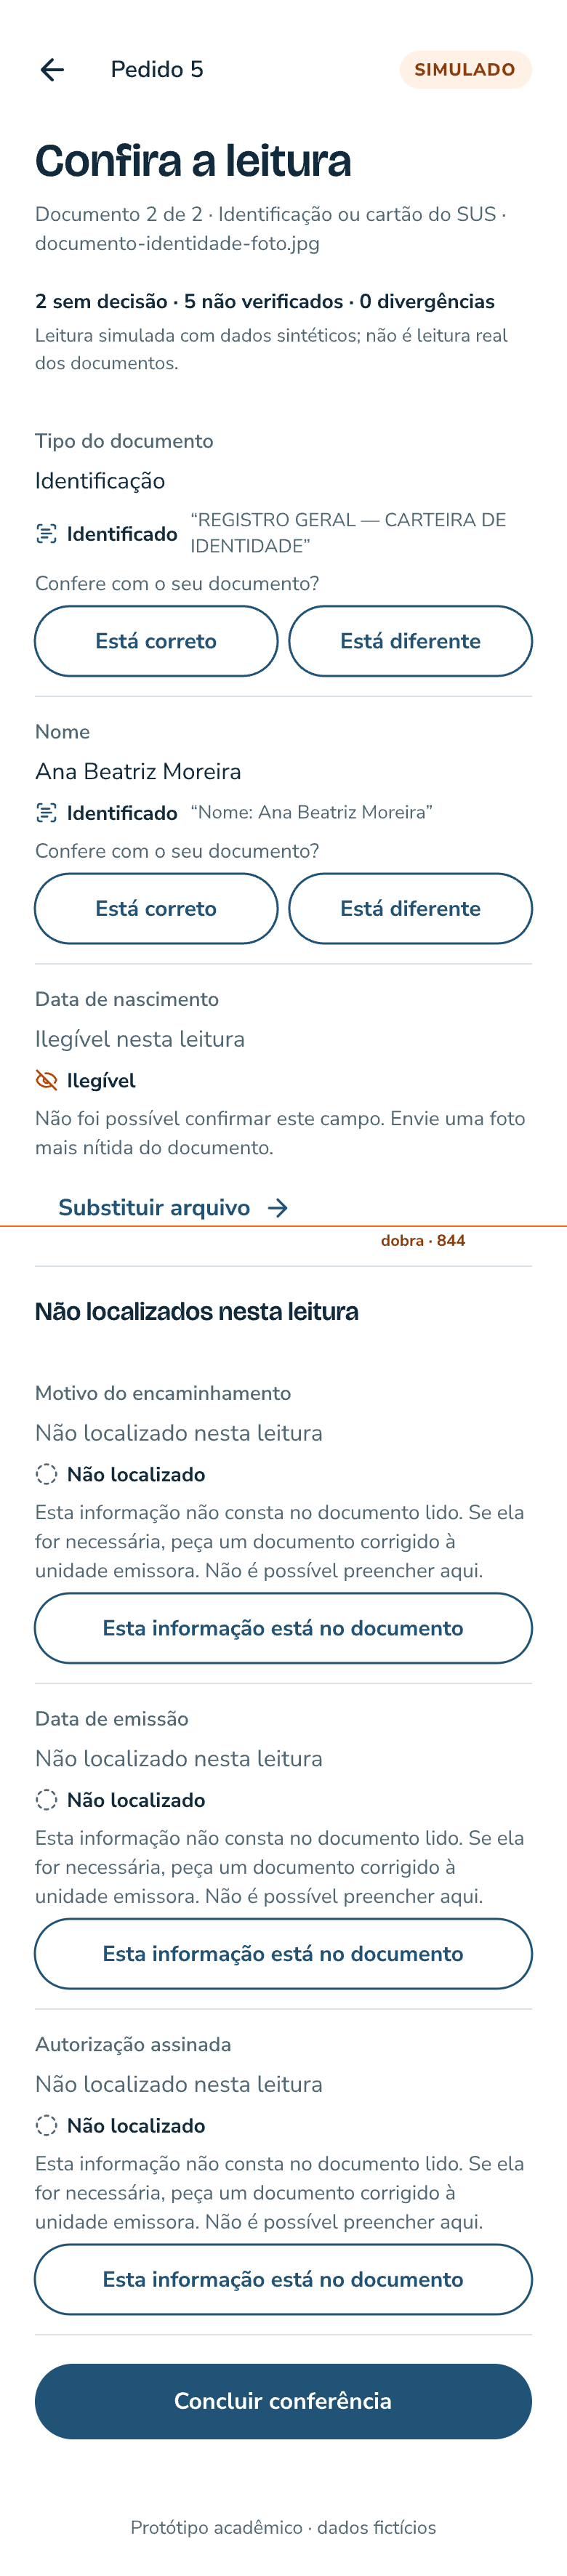 Pedido 5
SIMULADO
Confira a leitura
Documento 2 de 2 · Identificação ou cartão do SUS ·
documento-identidade-foto.jpg
2 sem decisão · 5 não verificados · 0 divergências
Leitura simulada com dados sintéticos; não é leitura real
dos documentos.
Tipo do documento
Identificação
Identificado
“REGISTRO GERAL — CARTEIRA DE
IDENTIDADE”
Confere com o seu documento?
Está correto
Está diferente
Nome
Ana Beatriz Moreira
Identificado “Nome: Ana Beatriz Moreira”
Confere com o seu documento?
Está correto
Está diferente
Data de nascimento
Ilegível nesta leitura
Ilegível
Não foi possível confirmar este campo. Envie uma foto
mais nítida do documento.
Substituir arquivo
dobra · 844
Não localizados nesta leitura
Motivo do encaminhamento
Não localizado nesta leitura
Não localizado
Esta informação não consta no documento lido. Se ela
for necessária, peça um documento corrigido à
unidade emissora. Não é possível preencher aqui.
Esta informação está no documento
Data de emissão
Não localizado nesta leitura
Não localizado
Esta informação não consta no documento lido. Se ela
for necessária, peça um documento corrigido à
unidade emissora. Não é possível preencher aqui.
Esta informação está no documento
Autorização assinada
Não localizado nesta leitura
Não localizado
Esta informação não consta no documento lido. Se ela
for necessária, peça um documento corrigido à
unidade emissora. Não é possível preencher aqui.
Esta informação está no documento
Concluir conferência
Protótipo acadêmico · dados fictícios